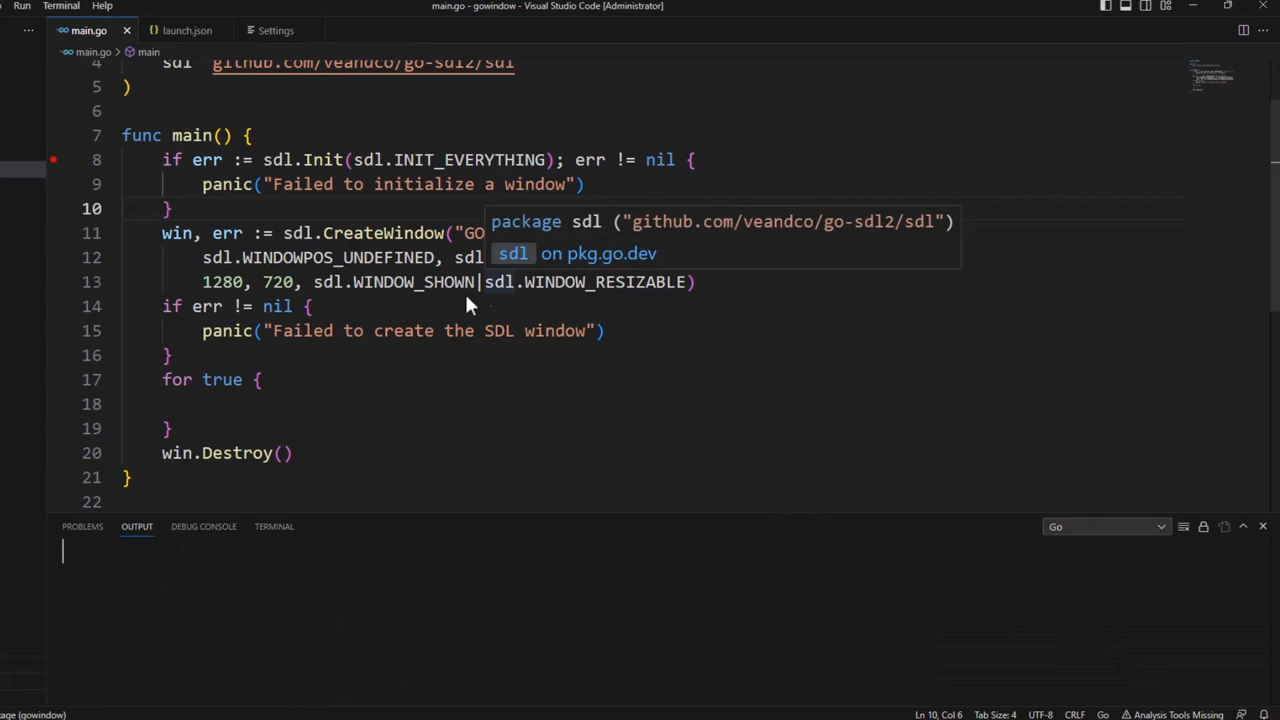 Run Terminal Help main.go - gowindow - Visual Studio Code [Administrator]
main.go launch.json Settings
main.go > main
4 sdl github.com/veandco/go-sdl2/sdl
5 )
6
7 func main() {
8 if err := sdl.Init(sdl.INIT_EVERYTHING); err != nil {
9 panic("Failed to initialize a window")
10 }
11 win, err := sdl.CreateWindow("GO
12 sdl.WINDOWPOS_UNDEFINED, sdl
13 1280, 720, sdl.WINDOW_SHOWN|sdl.WINDOW_RESIZABLE)
package sdl ("github.com/veandco/go-sdl2/sdl")
sdl on pkg.go.dev
14 if err != nil {
15 panic("Failed to create the SDL window")
16 }
17 for true {
18
19 }
20 win.Destroy()
21 }
22
PROBLEMS OUTPUT DEBUG CONSOLE TERMINAL Go
(gowindow) Ln 10, Col 6 Tab Size: 4 UTF-8 CRLF Go Analysis Tools Missing